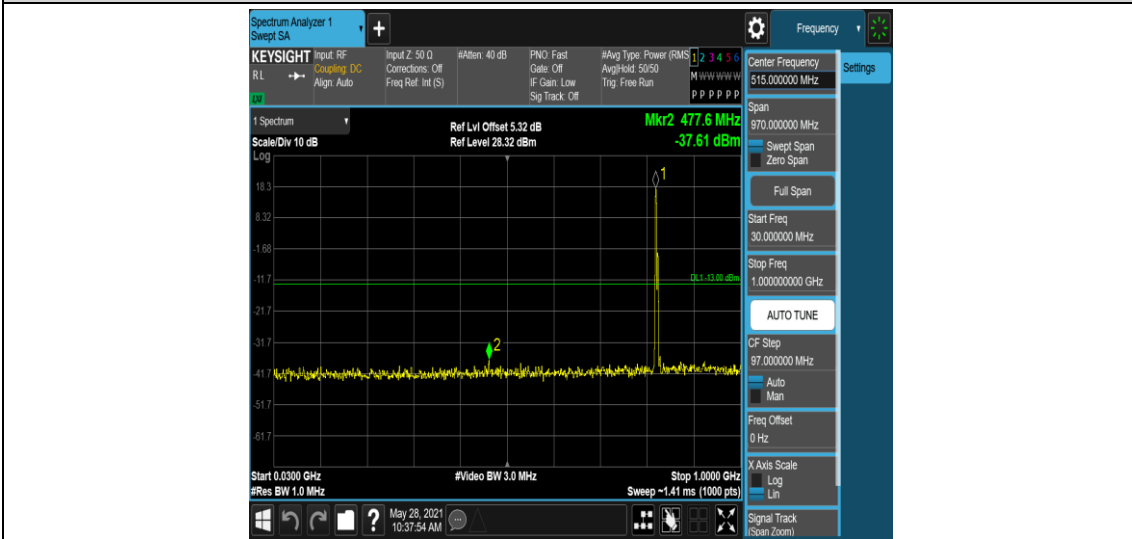 Spectrum Analyzer 1
Swept SA
+
Frequency
KEYSIGHT
RL
LXI
Input: RF
Coupling: DC
Align: Auto
Input Z: 50 Ω
Corrections: Off
Freq Ref: Int (S)
#Atten: 40 dB
PNO: Fast
Gate: Off
IF Gain: Low
Sig Track: Off
#Avg Type: Power (RMS
Avg|Hold: 50/50
Trig: Free Run
1 2 3 4 5 6
M W W W W W
P P P P P P
1 Spectrum
Scale/Div 10 dB
Log
Ref Lvl Offset 5.32 dB
Ref Level 28.32 dBm
Mkr2 477.6 MHz
-37.61 dBm
1
18.3
8.32
-1.68
-11.7
DL1 -13.00 dBm
-21.7
-31.7
2
-41.7
-51.7
-61.7
Start 0.0300 GHz
#Res BW 1.0 MHz
#Video BW 3.0 MHz
Stop 1.0000 GHz
Sweep ~1.41 ms (1000 pts)
?
May 28, 2021
10:37:54 AM
Center Frequency
515.000000 MHz
Span
970.000000 MHz
Swept Span
Zero Span
Full Span
Start Freq
30.000000 MHz
Stop Freq
1.000000000 GHz
AUTO TUNE
CF Step
97.000000 MHz
Auto
Man
Freq Offset
0 Hz
X Axis Scale
Log
Lin
Signal Track
(Span Zoom)
Settings